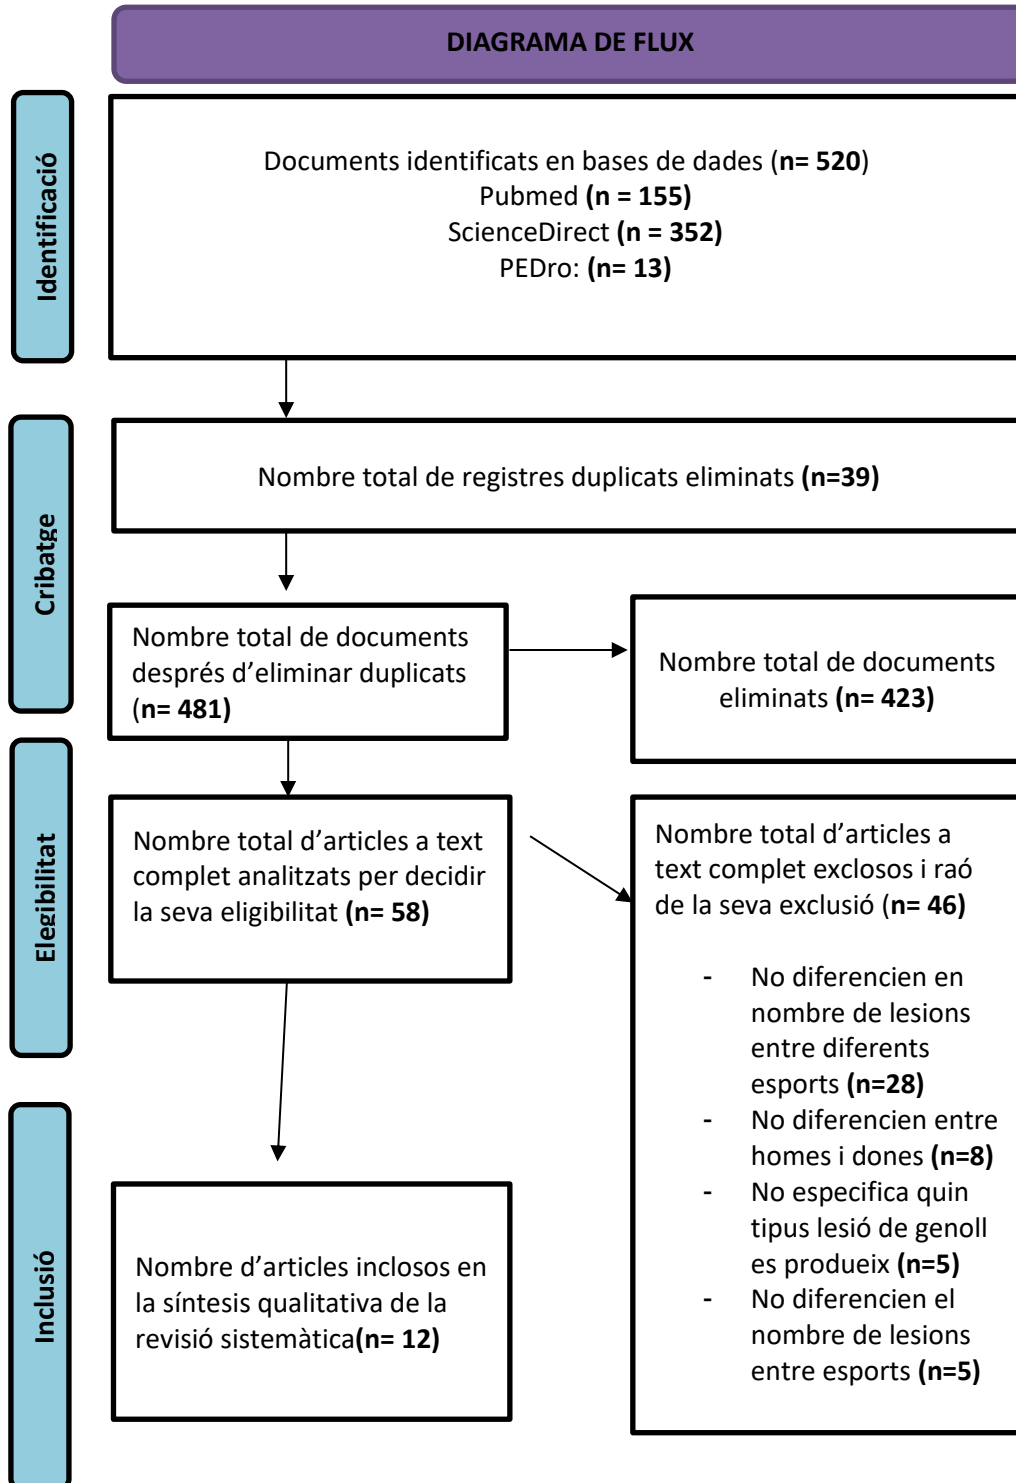 DIAGRAMA DE FLUX
Identificació
Documents identificats en bases de dades (n= 520)
Pubmed (n = 155)
ScienceDirect (n = 352)
PEDro: (n= 13)
Cribatge
Nombre total de registres duplicats eliminats (n=39)
Nombre total de documents
després d’eliminar duplicats
(n= 481)
Nombre total de documents
eliminats (n= 423)
Elegibilitat
Nombre total d’articles a text
complet analitzats per decidir
la seva eligibilitat (n= 58)
Nombre total d’articles a
text complet exclosos i raó
de la seva exclusió (n= 46)
- No diferencien en
nombre de lesions
entre diferents
esports (n=28)
- No diferencien entre
homes i dones (n=8)
- No especifica quin
tipus lesió de genoll
es produeix (n=5)
- No diferencien el
nombre de lesions
entre esports (n=5)
Inclusió
Nombre d’articles inclosos en
la síntesis qualitativa de la
revisió sistemàtica(n= 12)